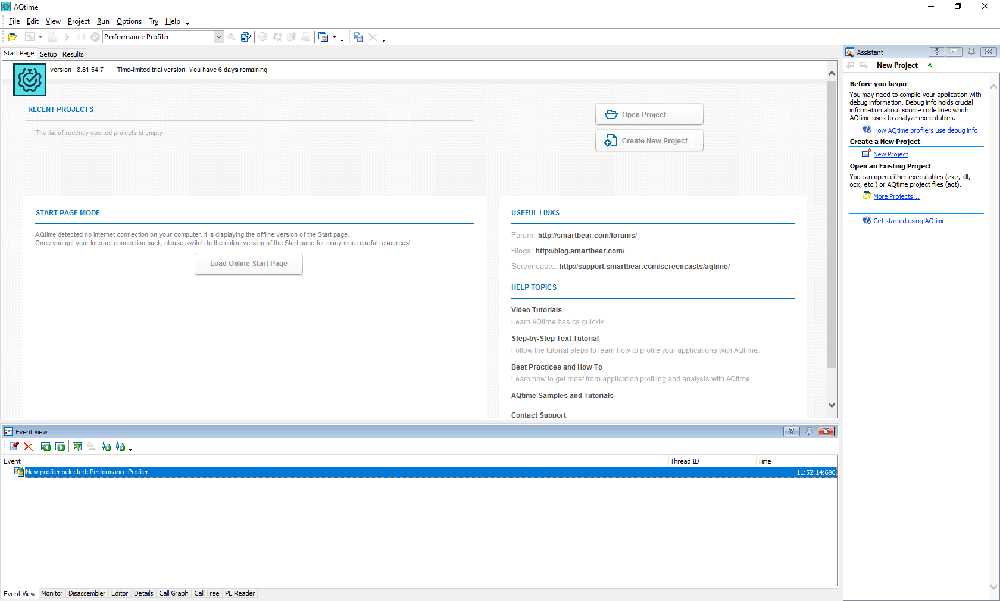 AQtime
File Edit View Project Run Options Try Help
Performance Profiler
Start Page Setup Results
version : 8.81.54.7 Time-limited trial version. You have 6 days remaining
RECENT PROJECTS
The list of recently opened projects is empty
Open Project
Create New Project
START PAGE MODE
AQtime detected no Internet connection on your computer. It is displaying the offline version of the Start page.
Once you get your Internet connection back, please switch to the online version of the Start page for many more useful resources!
Load Online Start Page
USEFUL LINKS
Forum: http://smartbear.com/forums/
Blogs: http://blog.smartbear.com/
Screencasts: http://support.smartbear.com/screencasts/aqtime/
HELP TOPICS
Video Tutorials
Learn AQtime basics quickly.
Step-by-Step Text Tutorial
Follow the tutorial steps to learn how to profile your applications with AQtime.
Best Practices and How To
Learn how to get most from application profiling and analysis with AQtime.
AQtime Samples and Tutorials
Contact Support
Assistant
New Project
Before you begin
You may need to compile your application with
debug information. Debug info holds crucial
information about source code lines which
AQtime uses to analyze executables.
How AQtime profilers use debug info
Create a New Project
New Project
Open an Existing Project
You can open either executables (exe, dll,
ocx, etc.) or AQtime project files (aqt).
More Projects...
Get started using AQtime
Event View
Event Thread ID Time
New profiler selected: Performance Profiler 11:52:14:680
Event View Monitor Disassembler Editor Details Call Graph Call Tree PE Reader